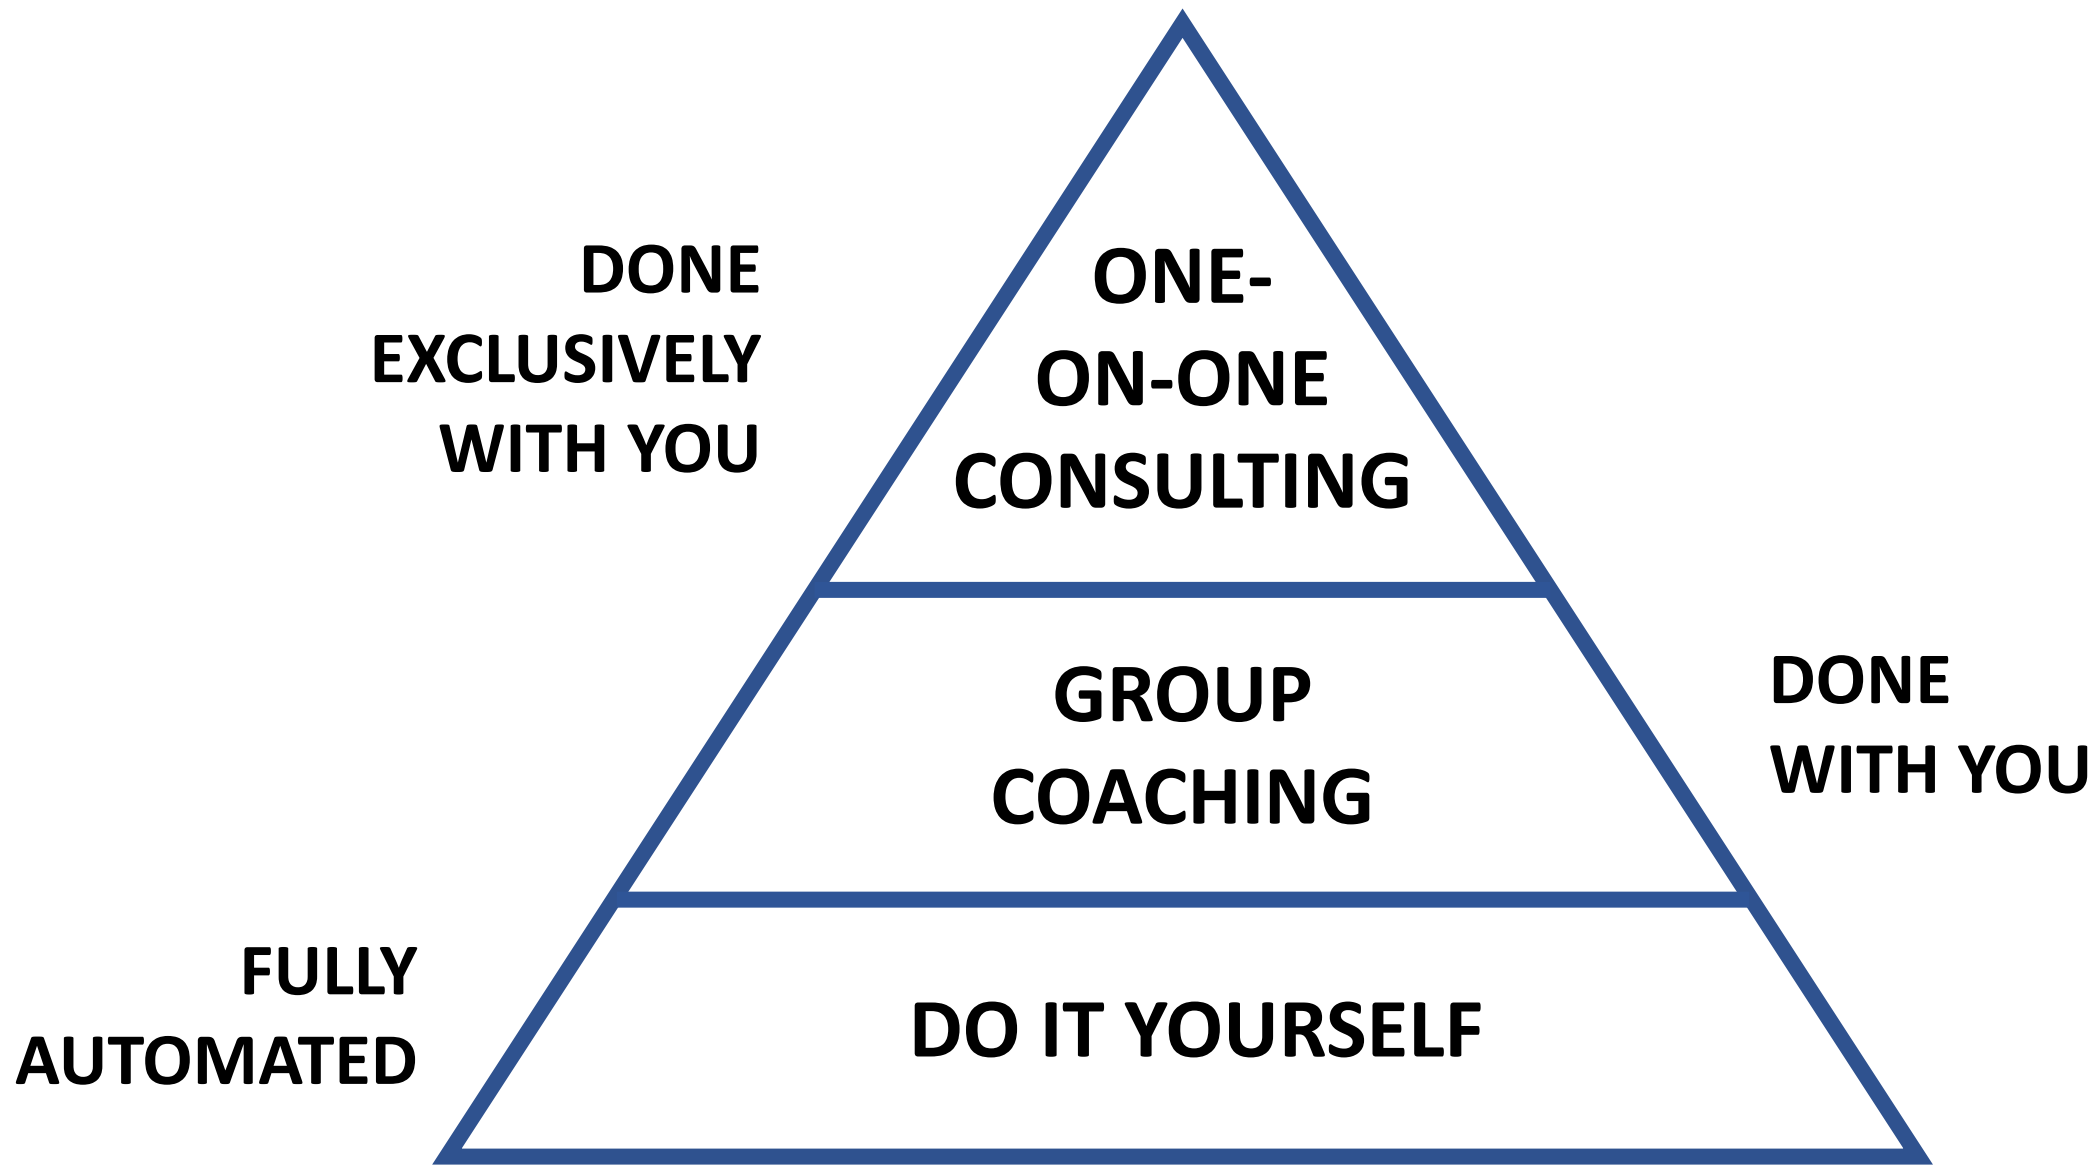 DONE
EXCLUSIVELY
WITH YOU
ONE-
ON-ONE
CONSULTING
GROUP
COACHING
DONE
WITH YOU
FULLY
AUTOMATED
DO IT YOURSELF